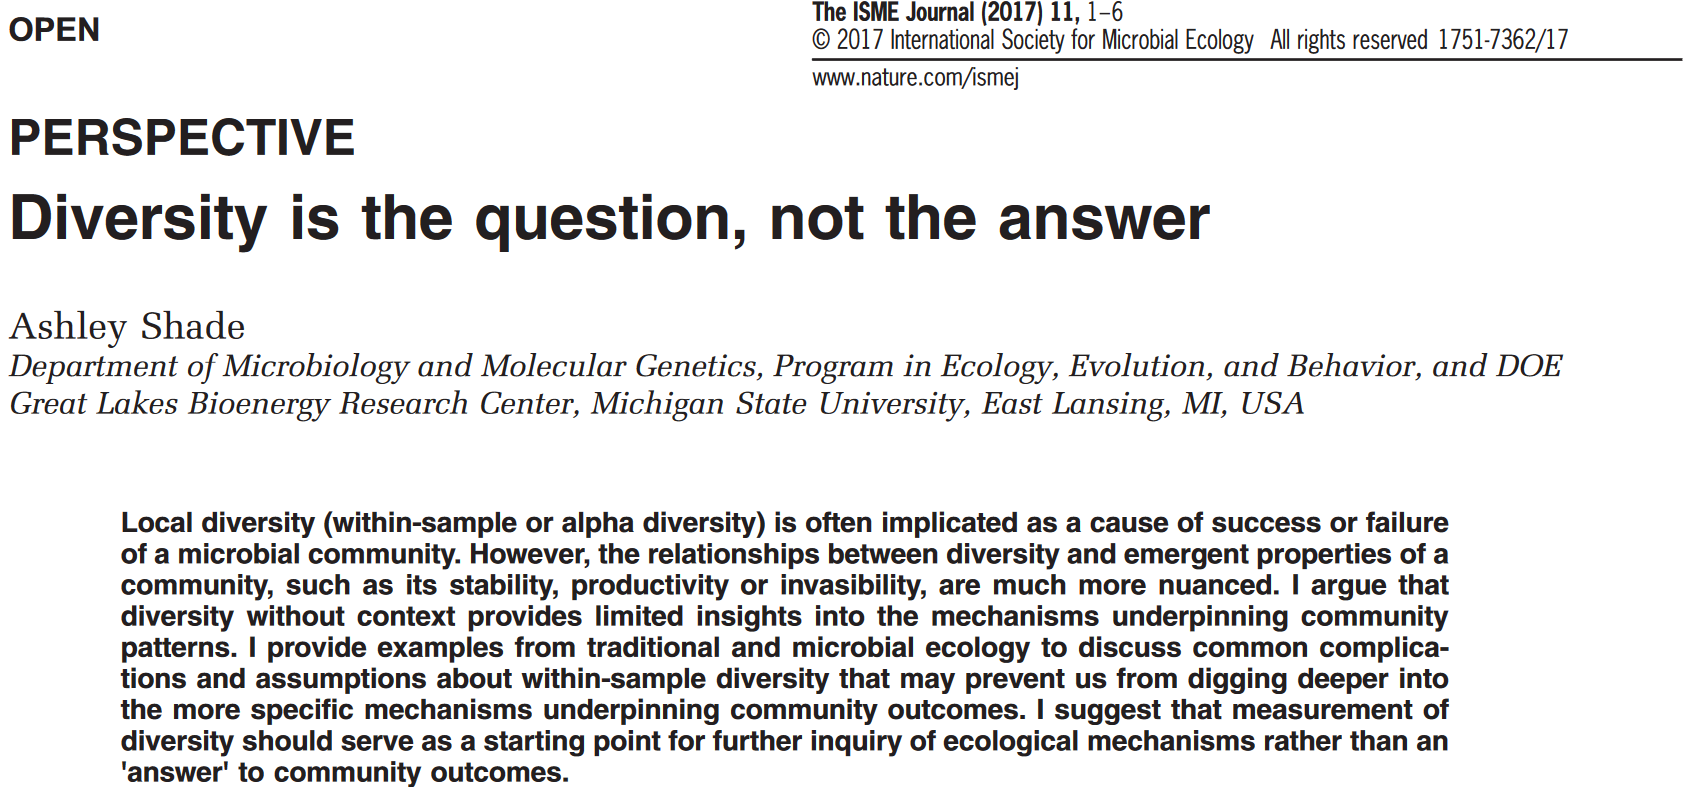 OPEN
The ISME Journal (2017) 11, 1–6
© 2017 International Society for Microbial Ecology All rights reserved 1751-7362/17
www.nature.com/ismej
PERSPECTIVE
Diversity is the question, not the answer
Ashley Shade
Department of Microbiology and Molecular Genetics, Program in Ecology, Evolution, and Behavior, and DOE
Great Lakes Bioenergy Research Center, Michigan State University, East Lansing, MI, USA
Local diversity (within-sample or alpha diversity) is often implicated as a cause of success or failure
of a microbial community. However, the relationships between diversity and emergent properties of a
community, such as its stability, productivity or invasibility, are much more nuanced. I argue that
diversity without context provides limited insights into the mechanisms underpinning community
patterns. I provide examples from traditional and microbial ecology to discuss common complica-
tions and assumptions about within-sample diversity that may prevent us from digging deeper into
the more specific mechanisms underpinning community outcomes. I suggest that measurement of
diversity should serve as a starting point for further inquiry of ecological mechanisms rather than an
'answer' to community outcomes.